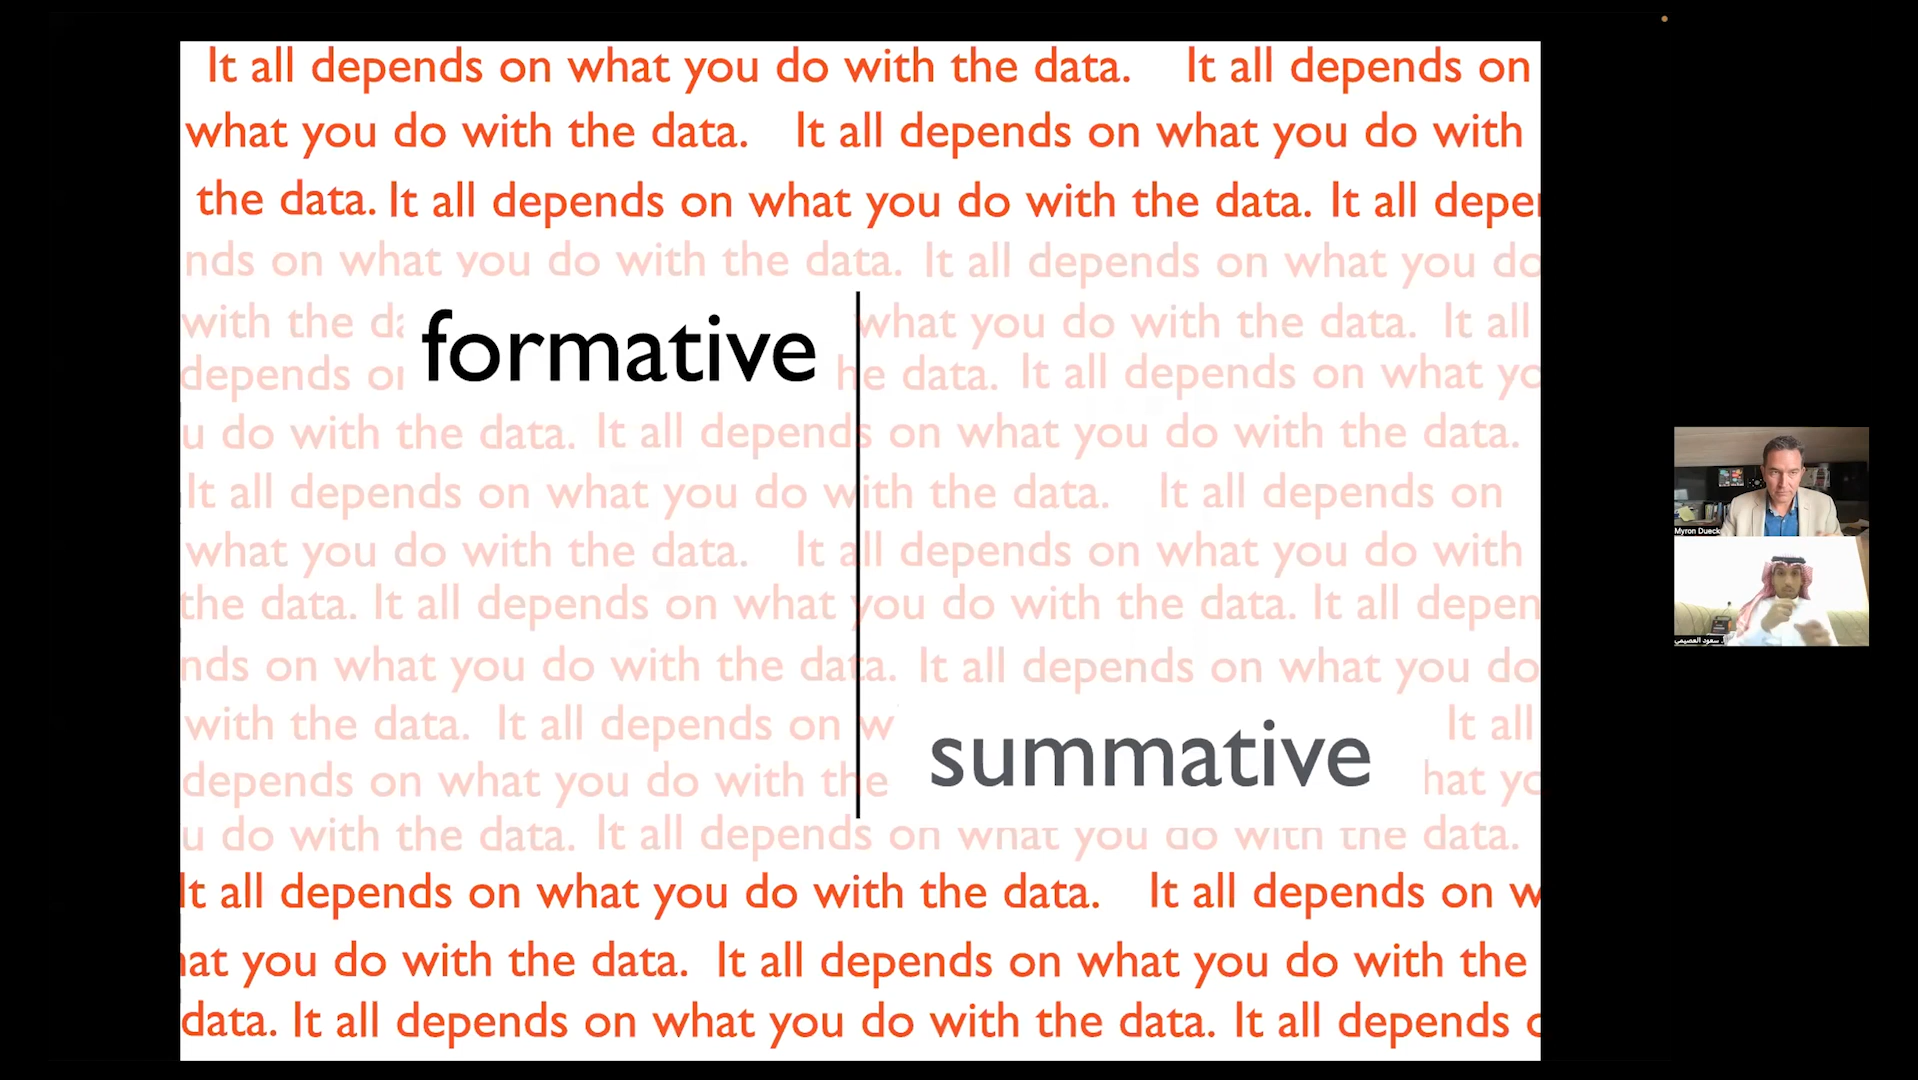 It all depends on what you do with the data. It all depends on
what you do with the data. It all depends on what you do with
the data. It all depends on what you do with the data. It all depen
nds on what you do with the data. It all depends on what you do
with the da what you do with the data. It all
formative
depends on he data. It all depends on what yo
u do with the data. It all depends on what you do with the data.
It all depends on what you do with the data. It all depends on
what you do with the data. It all depends on what you do with
the data. It all depends on what you do with the data. It all depen
nds on what you do with the data. It all depends on what you do
with the data. It all depends on w It all
summative
depends on what you do with the hat yo
u do with the data. It all depends on what you do with the data.
It all depends on what you do with the data. It all depends on w
hat you do with the data. It all depends on what you do with the
data. It all depends on what you do with the data. It all depends o
Myron Dueck
سعود العصيمي